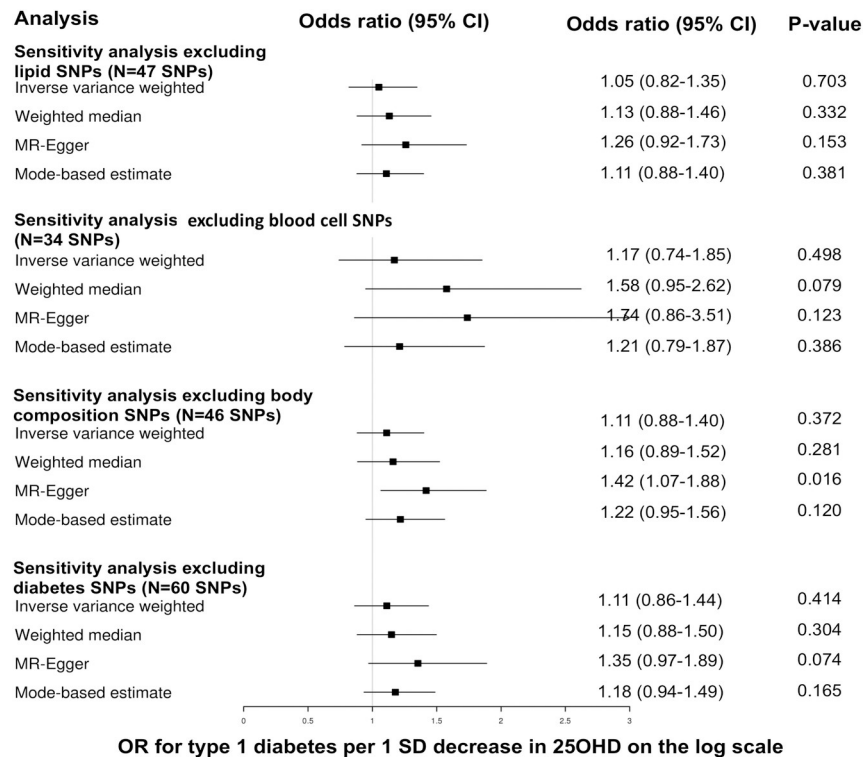 Analysis Odds ratio (95% CI) Odds ratio (95% CI) P-value
Sensitivity analysis excluding
lipid SNPs (N=47 SNPs)
Inverse variance weighted 1.05 (0.82-1.35) 0.703
Weighted median 1.13 (0.88-1.46) 0.332
MR-Egger 1.26 (0.92-1.73) 0.153
Mode-based estimate 1.11 (0.88-1.40) 0.381
Sensitivity analysis excluding blood cell SNPs
(N=34 SNPs)
Inverse variance weighted 1.17 (0.74-1.85) 0.498
Weighted median 1.58 (0.95-2.62) 0.079
MR-Egger 1.74 (0.86-3.51) 0.123
Mode-based estimate 1.21 (0.79-1.87) 0.386
Sensitivity analysis excluding body
composition SNPs (N=46 SNPs)
Inverse variance weighted 1.11 (0.88-1.40) 0.372
Weighted median 1.16 (0.89-1.52) 0.281
MR-Egger 1.42 (1.07-1.88) 0.016
Mode-based estimate 1.22 (0.95-1.56) 0.120
Sensitivity analysis excluding
diabetes SNPs (N=60 SNPs)
Inverse variance weighted 1.11 (0.86-1.44) 0.414
Weighted median 1.15 (0.88-1.50) 0.304
MR-Egger 1.35 (0.97-1.89) 0.074
Mode-based estimate 1.18 (0.94-1.49) 0.165
0 0.5 1 1.5 2 2.5 3
OR for type 1 diabetes per 1 SD decrease in 25OHD on the log scale